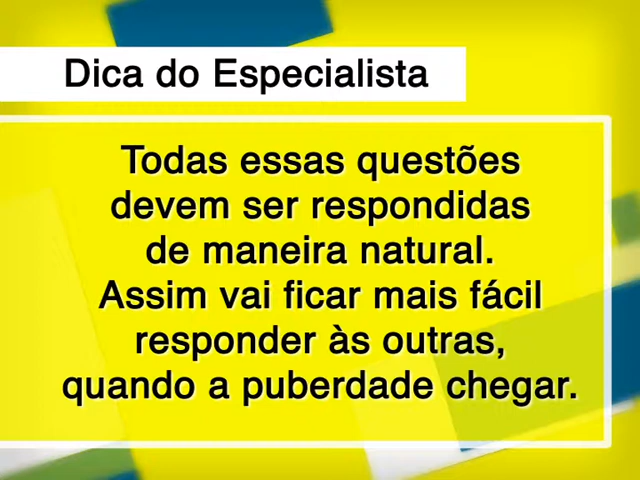 Dica do Especialista
Todas essas questões
devem ser respondidas
de maneira natural.
Assim vai ficar mais fácil
responder às outras,
quando a puberdade chegar.